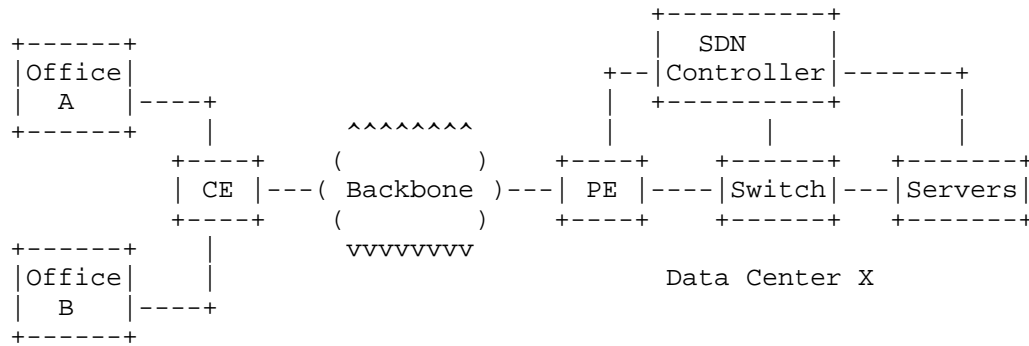 SDN
Controller
Office
A
CE
Backbone
PE
Switch
Servers
Office
B
Data Center X